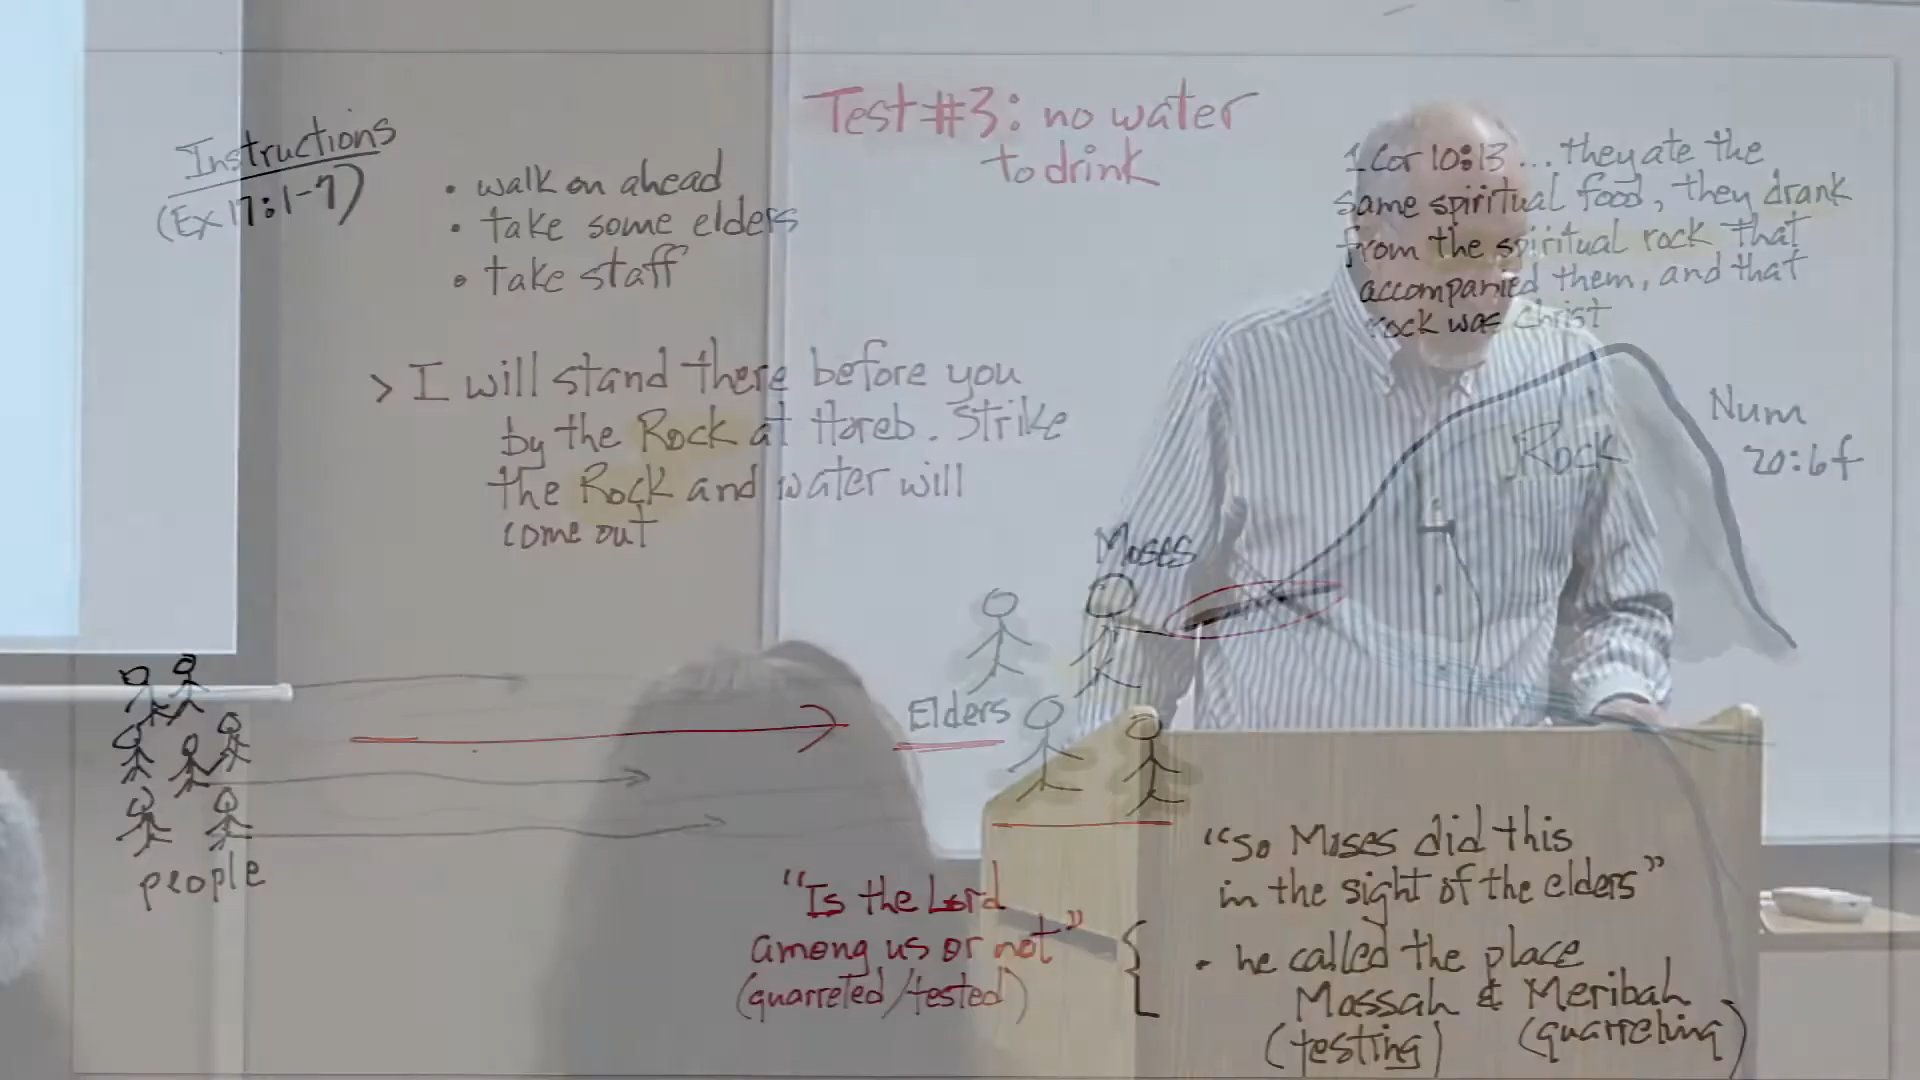 Test #3: no water
to drink
Instructions
(Ex 17:1-7)
• walk on ahead
• take some elders
• take staff
> I will stand there before you
by the Rock at Horeb. Strike
the Rock and water will
come out
1 Cor 10:13... they ate the
same spiritual food, they drank
from the spiritual rock that
accompanied them, and that
rock was Christ
Num
20:6f
Rock
Moses
Elders
people
"Is the Lord
among us or not"
(quarreled/tested)
"So Moses did this
in the sight of the elders"
• he called the place
Massah & Meribah
(testing) (quarreling)